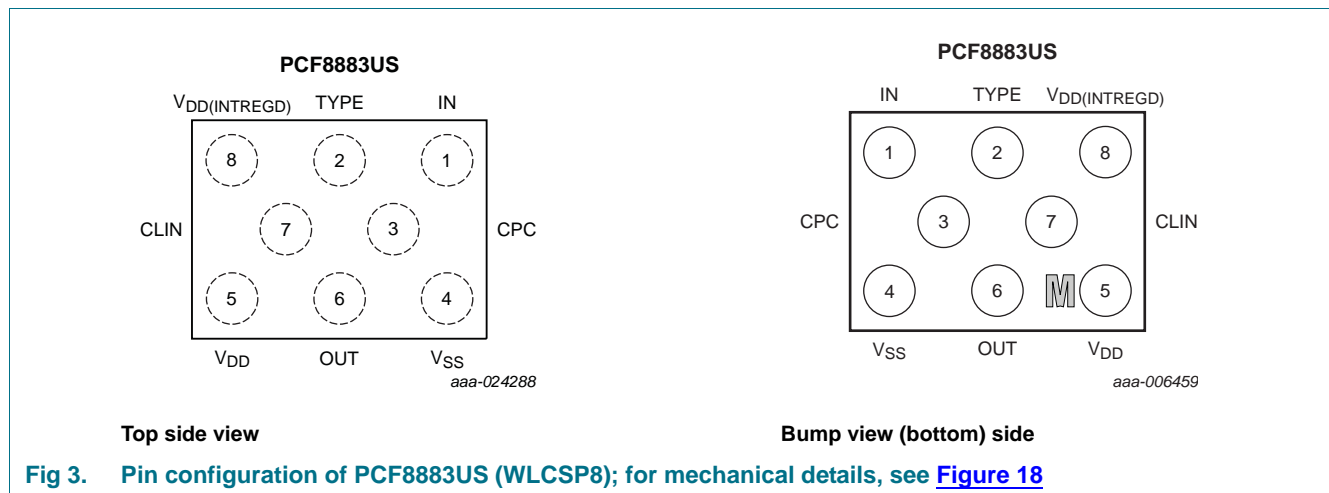 PCF8883US
VDD(INTREGD) TYPE IN
8 2 1
CLIN 7 3 CPC
5 6 4
VDD OUT VSS
aaa-024288
Top side view
PCF8883US
IN TYPE VDD(INTREGD)
1 2 8
CPC 3 7 CLIN
4 6 M 5
VSS OUT VDD
aaa-006459
Bump view (bottom) side
Fig 3. Pin configuration of PCF8883US (WLCSP8); for mechanical details, see Figure 18